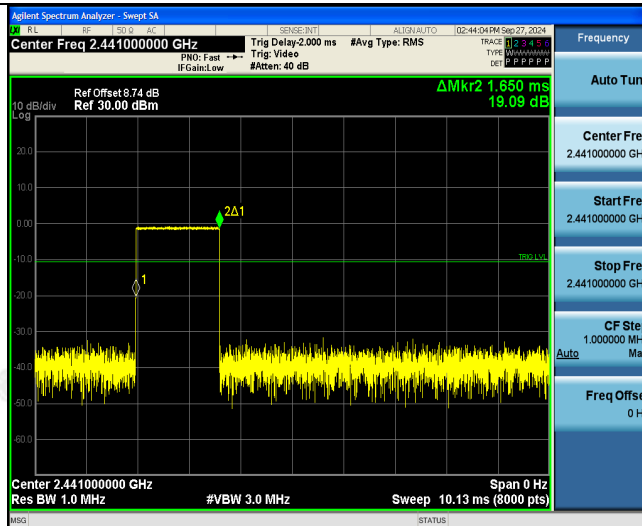 Agilent Spectrum Analyzer - Swept SA
RL RF 50 Ω AC SENSE:INT ALIGN AUTO 02:44:04 PM Sep 27, 2024
Center Freq 2.441000000 GHz
PNO: Fast
IFGain:Low
Trig Delay-2.000 ms
Trig: Video
#Atten: 40 dB
#Avg Type: RMS
TRACE 1 2 3 4 5 6
TYPE W
DET P P P P P P
Ref Offset 8.74 dB
Ref 30.00 dBm
10 dB/div
Log
ΔMkr2 1.650 ms
19.09 dB
20.0
10.0
0.00
-10.0
-20.0
-30.0
-40.0
-50.0
-60.0
2Δ1
1
TRIG LVL
Center 2.441000000 GHz
Span 0 Hz
Res BW 1.0 MHz
#VBW 3.0 MHz
Sweep 10.13 ms (8000 pts)
MSG
STATUS
Frequency
Auto Tun
Center Fre
2.441000000 GH
Start Fre
2.441000000 GH
Stop Fre
2.441000000 GH
CF Ste
1.000000 MH
Auto Ma
Freq Offse
0 H